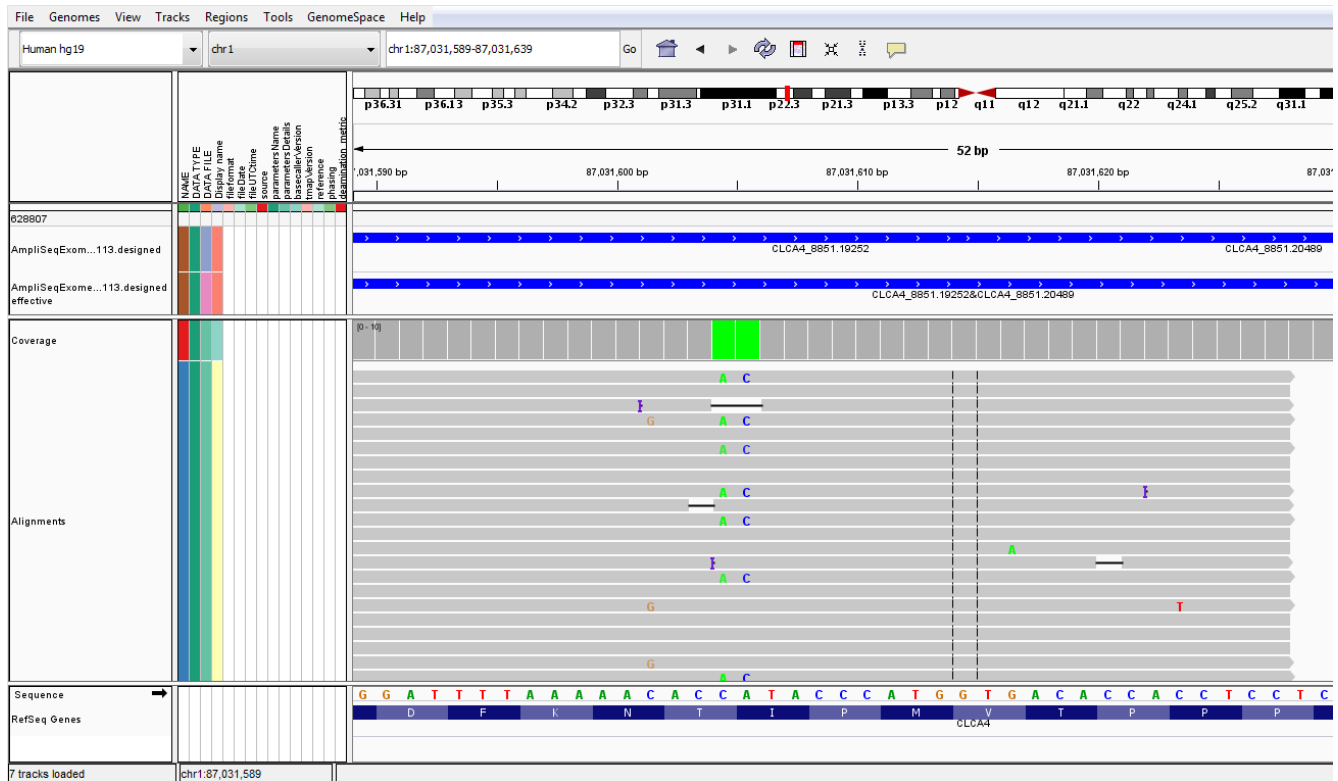 File Genomes View Tracks Regions Tools GenomeSpace Help
Human hg19 chr1 chr1:87,031,589-87,031,639 Go
p36.31 p36.13 p35.3 p34.2 p32.3 p31.3 p31.1 p22.3 p21.3 p13.3 p12 q11 q12 q21.1 q22 q24.1 q25.2 q31.1
52 bp
,031,590 bp 87,031,600 bp 87,031,610 bp 87,031,620 bp 87,03
NAME
DATA TYPE
DATA FILE
Display name
fileformat
fileDate
fileUTCtime
source
parametersName
parametersDetails
basecallerVersion
tmapVersion
reference
phasing
deamination_metric
628807
AmpliSeqExom...113.designed
CLCA4_8851.19252 CLCA4_8851.20489
AmpliSeqExome...113.designed
effective
CLCA4_8851.19252&CLCA4_8851.20489
Coverage
[0 - 10]
A C
G A C
A C
A C
A C
A
A C
G T
G
A C
Alignments
Sequence
G G A T T T T A A A A A C A C C A T A C C C A T G G T G A C A C C A C C T C C T C
RefSeq Genes
D F K N T I P M V T P P P
CLCA4
7 tracks loaded chr1:87,031,589